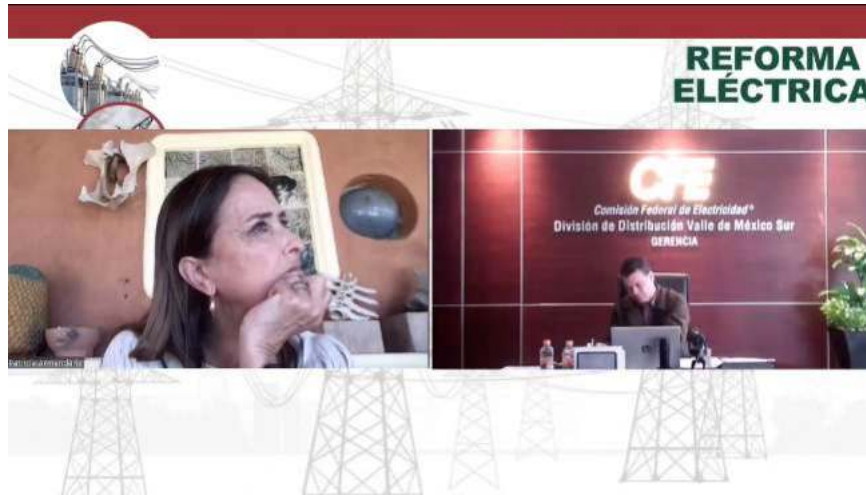 REFORMA
ELÉCTRICA
CFE
Comisión Federal de Electricidad®
División de Distribución Valle de México Sur
GERENCIA